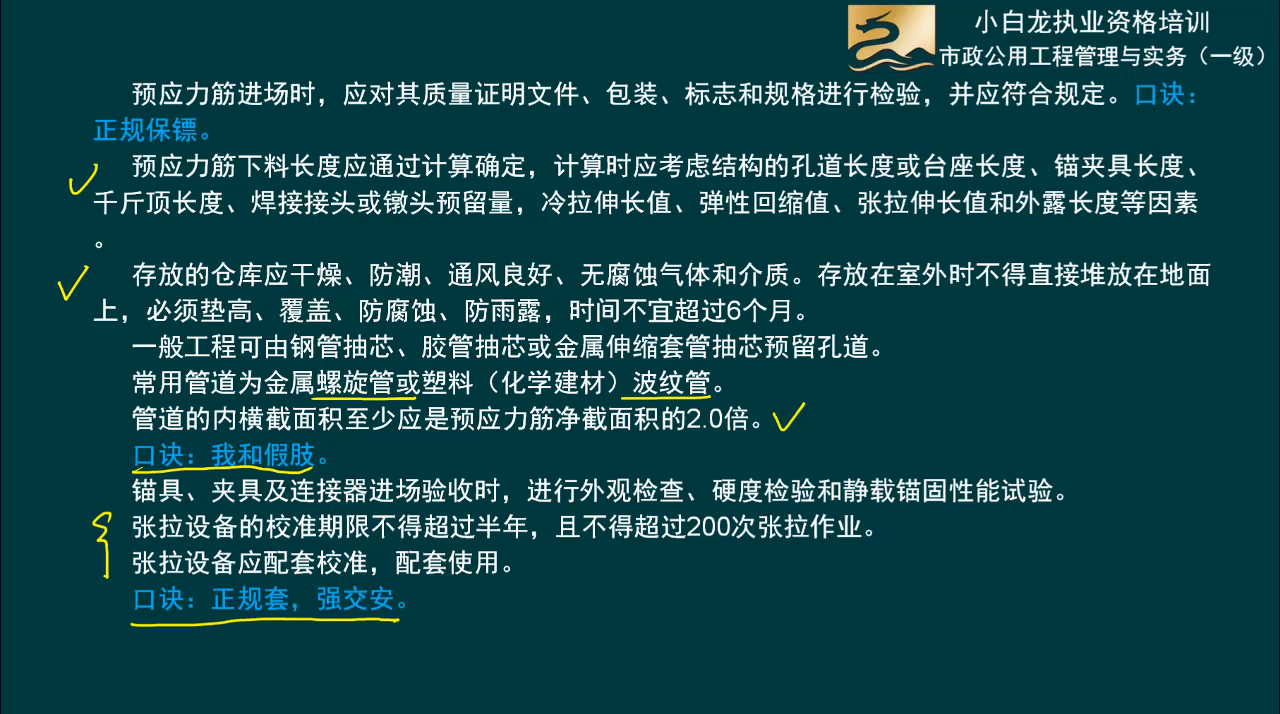 小白龙执业资格培训
市政公用工程管理与实务（一级）
预应力筋进场时，应对其质量证明文件、包装、标志和规格进行检验，并应符合规定。口诀：
正规保镖。
预应力筋下料长度应通过计算确定，计算时应考虑结构的孔道长度或台座长度、锚夹具长度、
千斤顶长度、焊接接头或镦头预留量，冷拉伸长值、弹性回缩值、张拉伸长值和外露长度等因素
。
存放的仓库应干燥、防潮、通风良好、无腐蚀气体和介质。存放在室外时不得直接堆放在地面
上，必须垫高、覆盖、防腐蚀、防雨露，时间不宜超过6个月。
一般工程可由钢管抽芯、胶管抽芯或金属伸缩套管抽芯预留孔道。
常用管道为金属螺旋管或塑料（化学建材）波纹管。
管道的内横截面积至少应是预应力筋净截面积的2.0倍。
口诀：我和假肢。
锚具、夹具及连接器进场验收时，进行外观检查、硬度检验和静载锚固性能试验。
张拉设备的校准期限不得超过半年，且不得超过200次张拉作业。
张拉设备应配套校准，配套使用。
口诀：正规套，强交安。